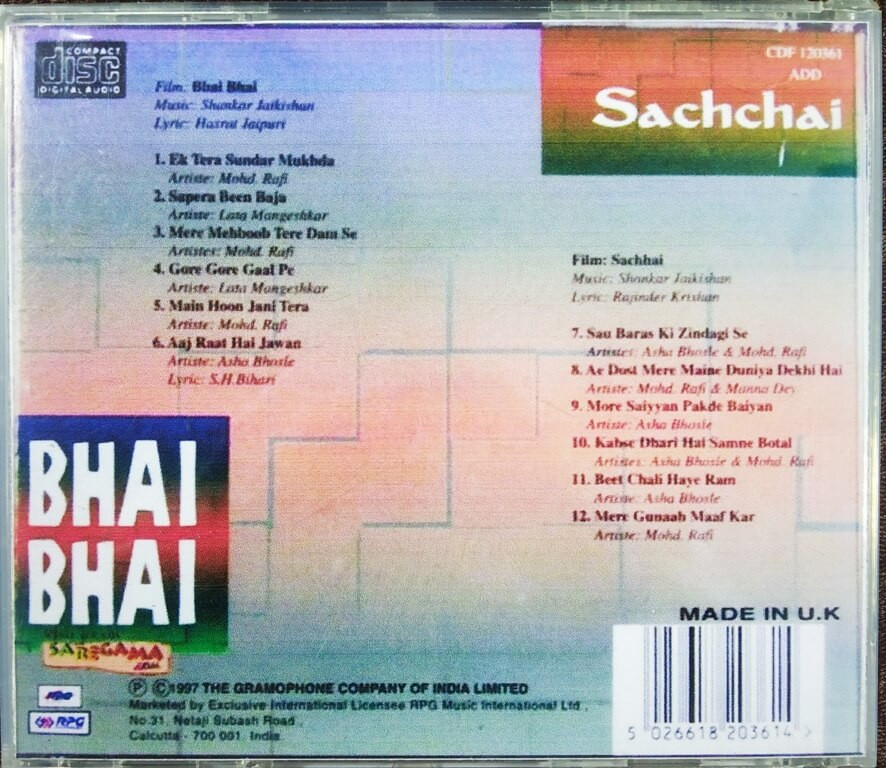 COMPACT
disc
DIGITAL AUDIO
Film: Bhai Bhai
Music: Shankar Jaikishan
Lyric: Hasrat Jaipuri
1. Ek Tera Sundar Mukhda
Artiste: Mohd. Rafi
2. Sapera Been Baja
Artiste: Lata Mangeshkar
3. Mere Mehboob Tere Dam Se
Artistes: Mohd. Rafi
4. Gore Gore Gaal Pe
Artiste: Lata Mangeshkar
5. Main Hoon Jani Tera
Artiste: Mohd. Rafi
6. Aaj Raat Hai Jawan
Artiste: Asha Bhosle
Lyric: S.H.Bihari
CDF 120361
ADD
Sachchai
Film: Sachhai
Music: Shankar Jaikishan
Lyric: Rajinder Krishan
7. Sau Baras Ki Zindagi Se
Artistes: Asha Bhosle & Mohd. Rafi
8. Ae Dost Mere Maine Duniya Dekhi Hai
Artiste: Mohd. Rafi & Manna Dey
9. More Saiyyan Pakde Baiyan
Artiste: Asha Bhosle
10. Kabse Dhari Hai Samne Botal
Artistes: Asha Bhosle & Mohd. Rafi
11. Beet Chali Haye Ram
Artiste: Asha Bhosle
12. Mere Gunaah Maaf Kar
Artiste: Mohd. Rafi
BHAI
BHAI
SAREGAMA
RPG
MADE IN U.K
Ⓟ ©1997 THE GRAMOPHONE COMPANY OF INDIA LIMITED
Marketed by Exclusive International Licensee RPG Music International Ltd.,
No.31, Netaji Subash Road,
Calcutta - 700 001. India.
5 026618 203614 >